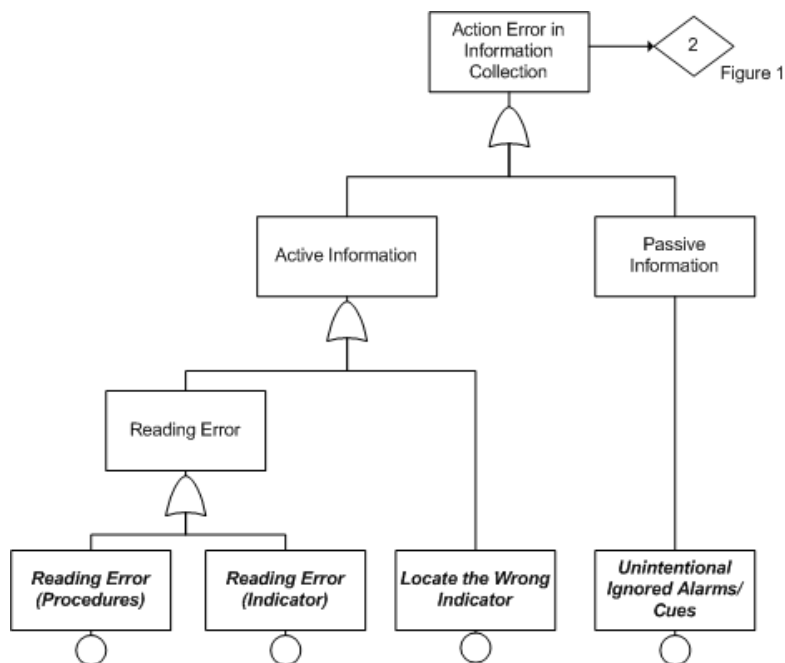 Action Error in
Information
Collection
2
Figure 1
Active Information
Passive
Information
Reading Error
Reading Error
(Procedures)
Reading Error
(Indicator)
Locate the Wrong
Indicator
Unintentional
Ignored Alarms/
Cues